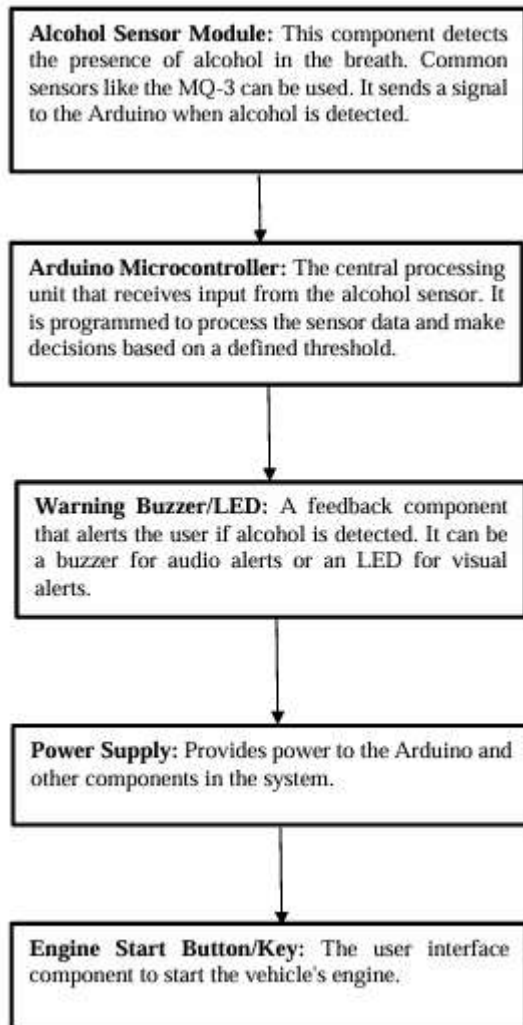 Alcohol Sensor Module: This component detects
the presence of alcohol in the breath. Common
sensors like the MQ-3 can be used. It sends a signal
to the Arduino when alcohol is detected.
Arduino Microcontroller: The central processing
unit that receives input from the alcohol sensor. It
is programmed to process the sensor data and make
decisions based on a defined threshold.
Warning Buzzer/LED: A feedback component
that alerts the user if alcohol is detected. It can be
a buzzer for audio alerts or an LED for visual
alerts.
Power Supply: Provides power to the Arduino and
other components in the system.
Engine Start Button/Key: The user interface
component to start the vehicle's engine.